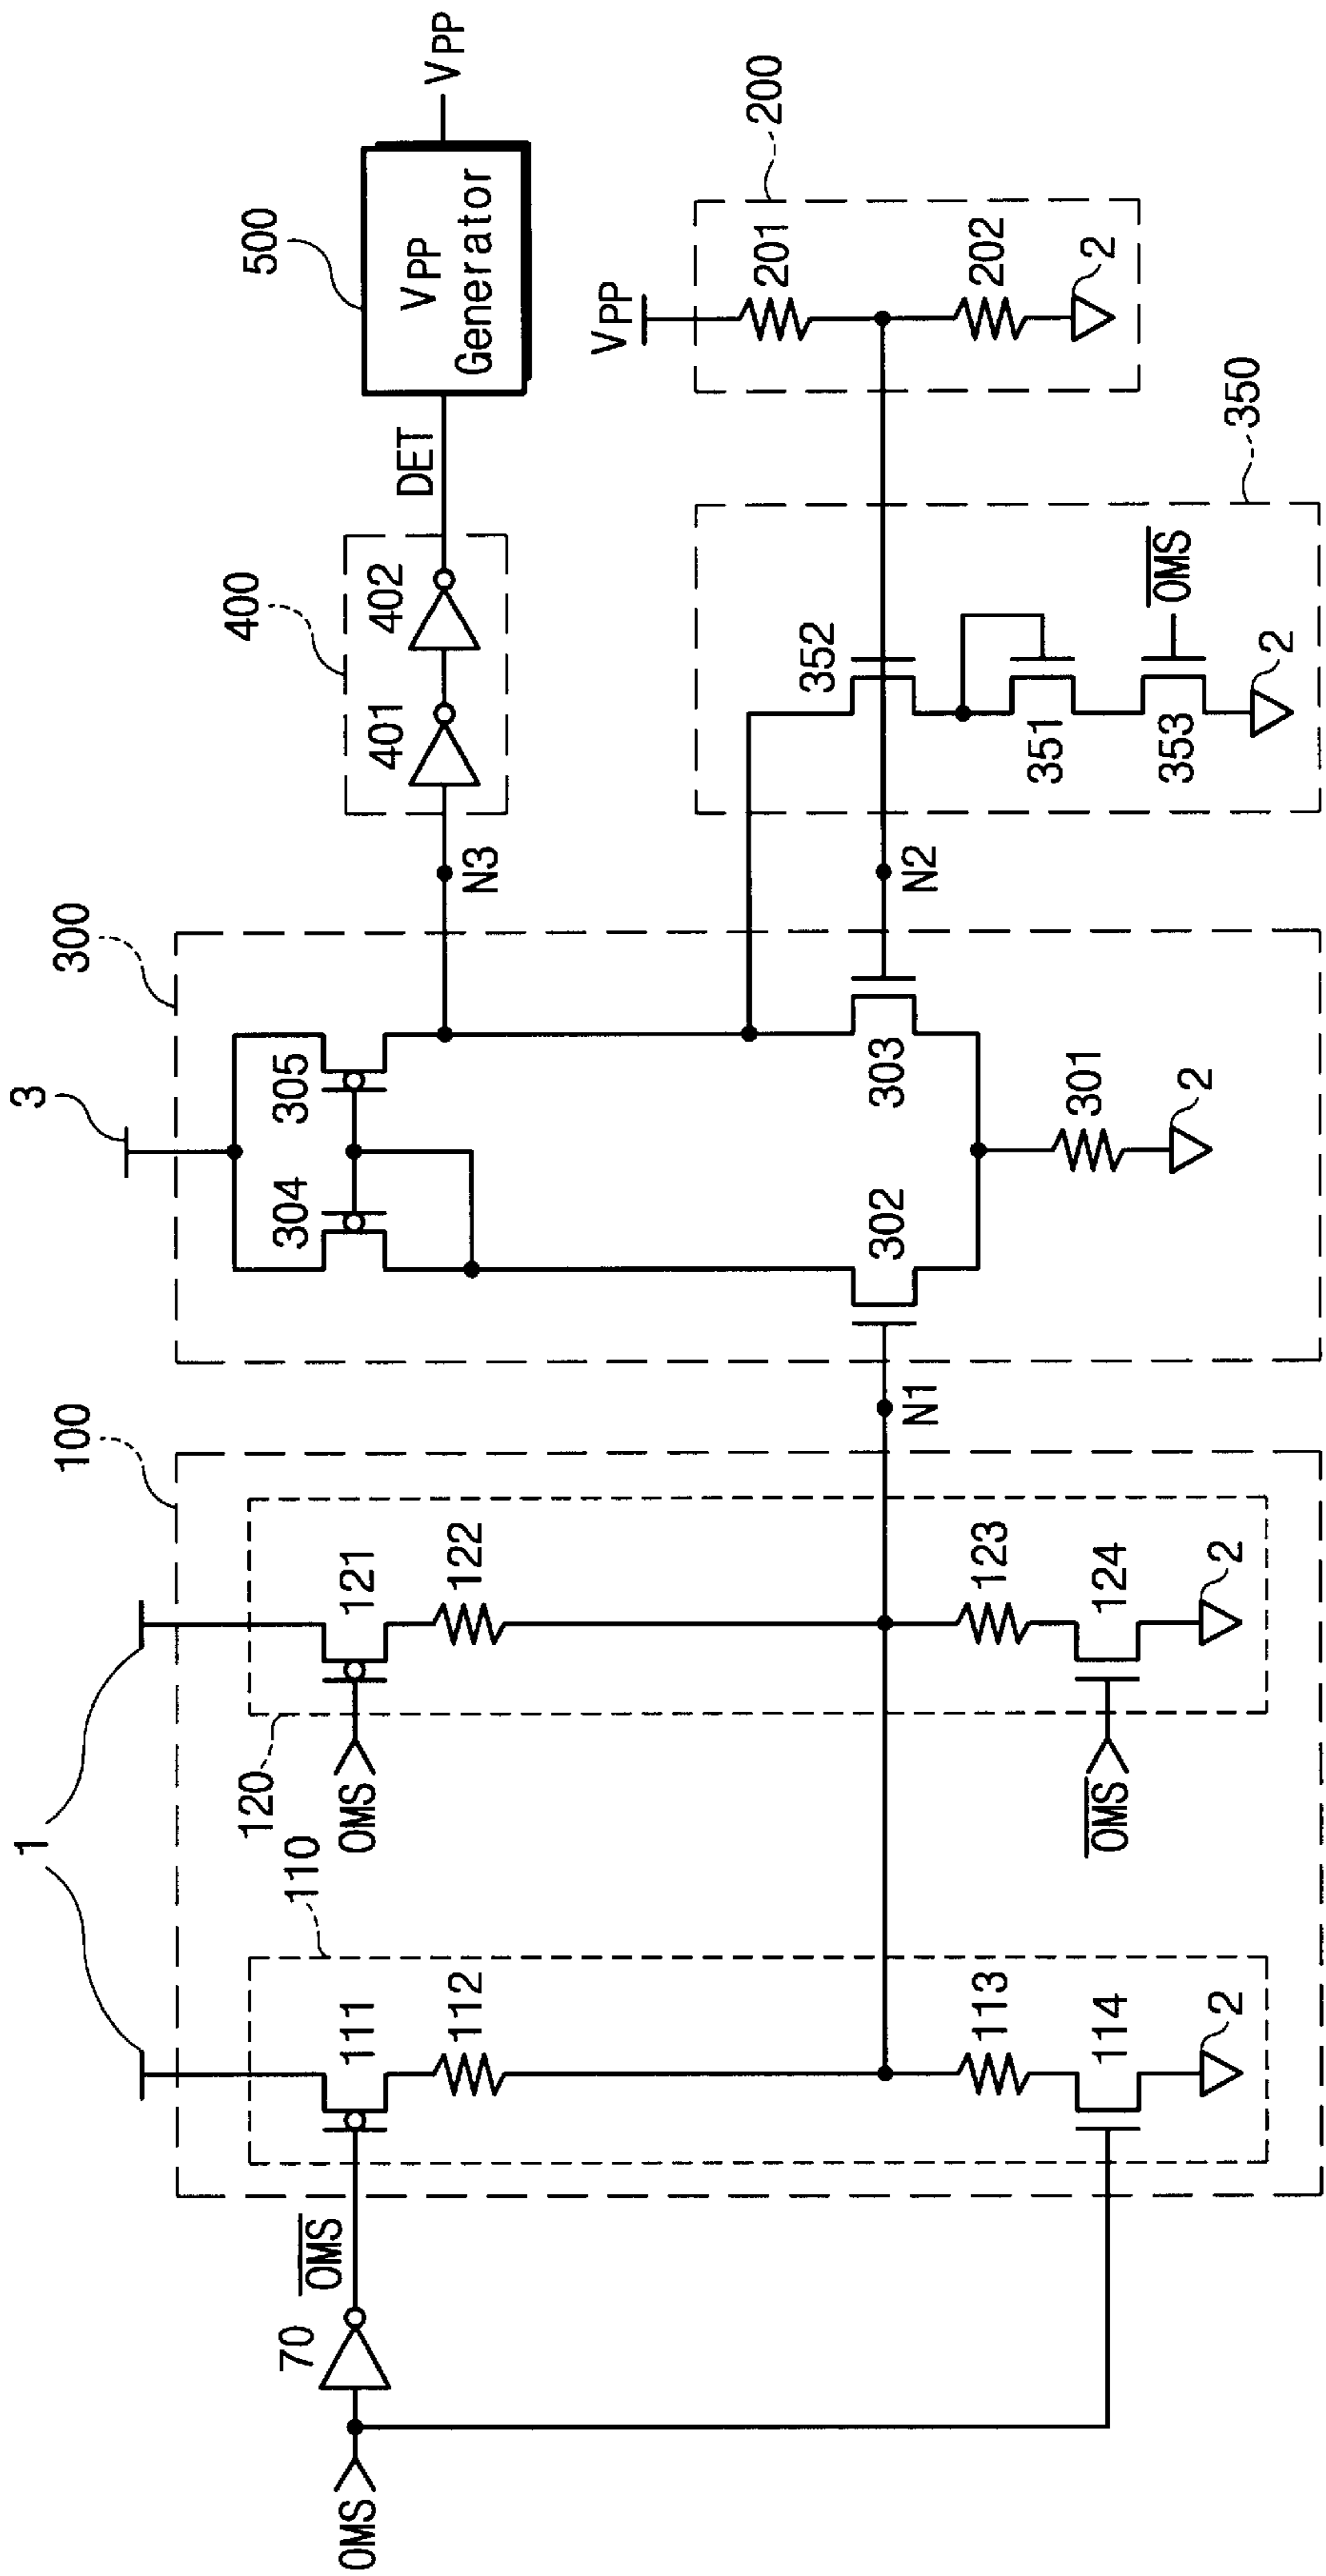 1
3
100
300
400
500
110
120
OMS
70
OMS
111
112
113
114
2
OMS
121
122
OMS
123
124
2
N1
304
305
302
303
301
2
N3
N2
401
402
DET
VPP
Generator
VPP
350
352
351
353
OMS
2
200
VPP
201
202
2